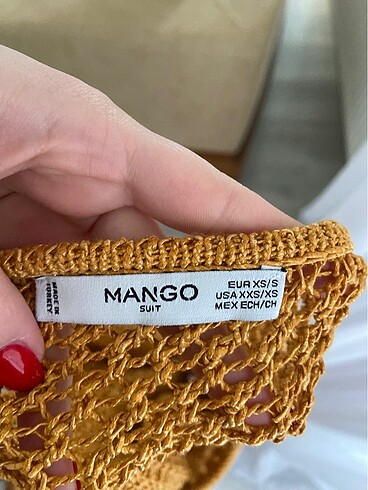 MADE IN
TURKEY
MANGO
SUIT
EUR XS/S
USA XXS/XS
MEX ECH/CH